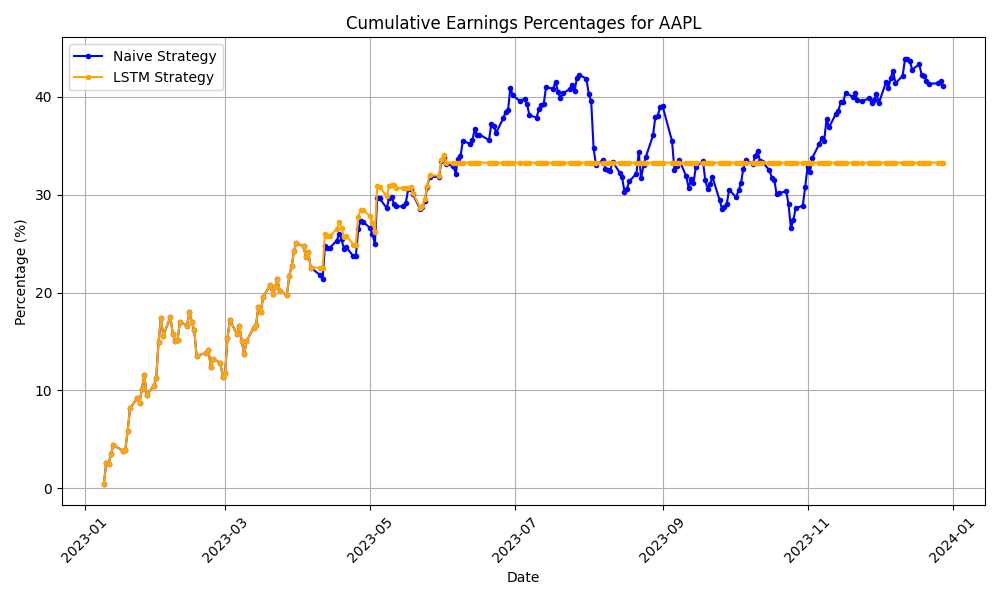 Cumulative Earnings Percentages for AAPL
Naive Strategy
LSTM Strategy
Percentage (%)
40
30
20
10
0
2023-01
2023-03
2023-05
2023-07
2023-09
2023-11
2024-01
Date